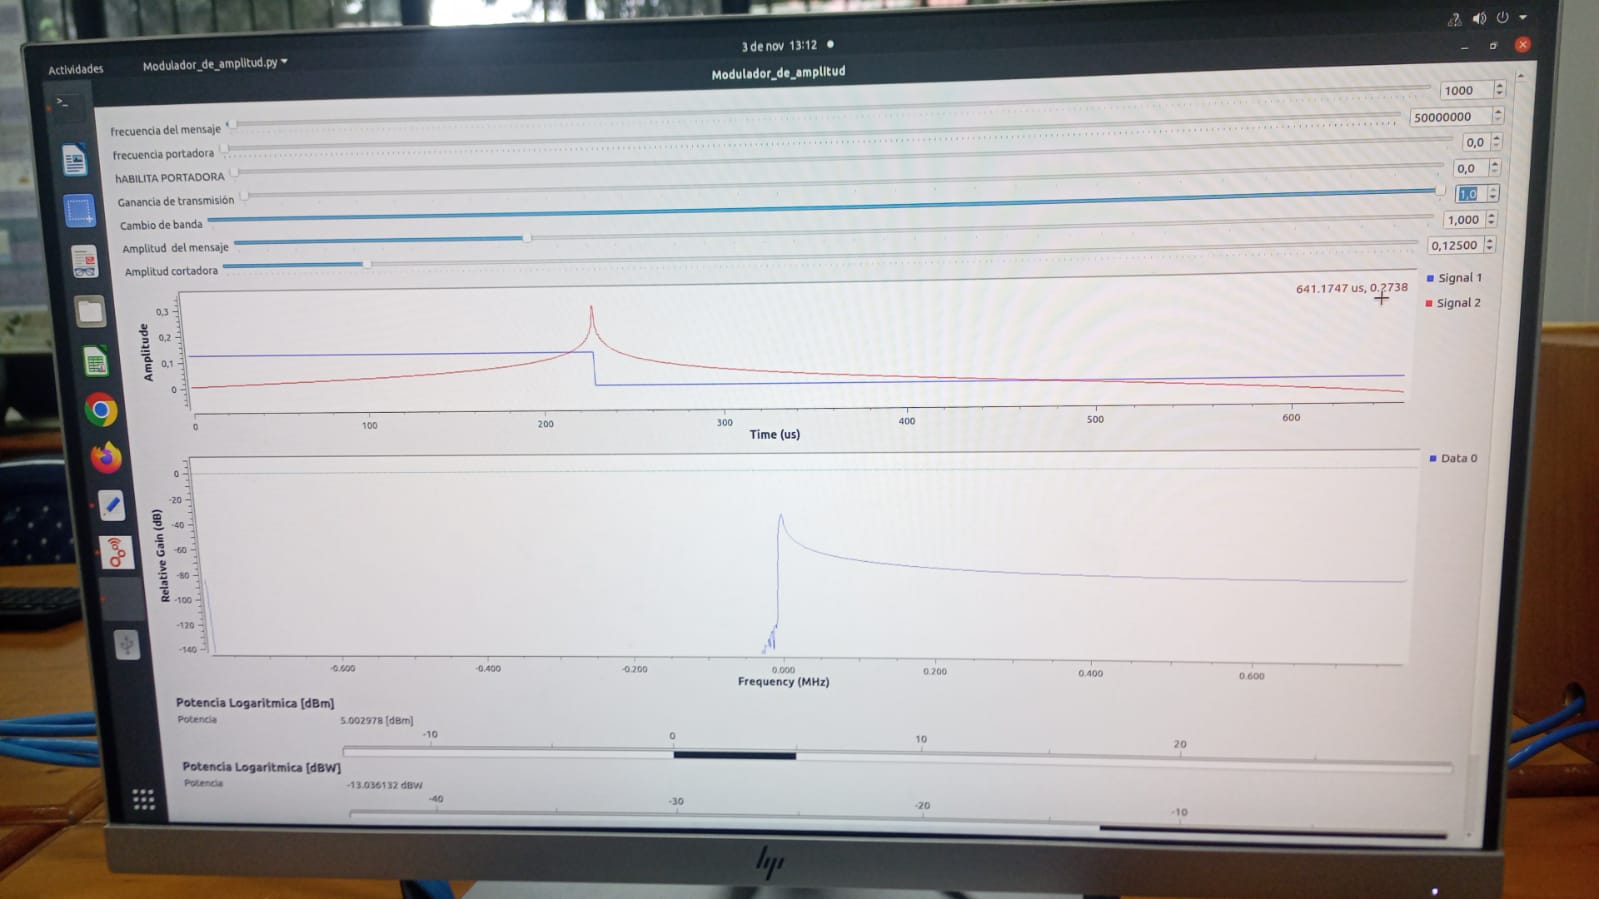 3 de nov 13:12
Actividades
Modulador_de_amplitud.py
Modulador_de_amplitud
frecuencia del mensaje 1000
frecuencia portadora 50000000
hABILITA PORTADORA 0,0
Ganancia de transmisión 0,0
Cambio de banda 1,0
Amplitud del mensaje 1,000
Amplitud cortadora 0,12500
Signal 1
Signal 2
641.1747 us, 0.2738
Amplitude
0,3
0,2
0,1
0
0 100 200 300 400 500 600
Time (us)
Data 0
Relative Gain (dB)
0
-20
-40
-60
-80
-100
-120
-140
-0.600 -0.400 -0.200 0.000 0.200 0.400 0.600
Frequency (MHz)
Potencia Logaritmica [dBm]
Potencia 5.002978 [dBm]
-10 0 10 20
Potencia Logaritmica [dBW]
Potencia -13.036132 dBW
-40 -30 -20 -10
hp